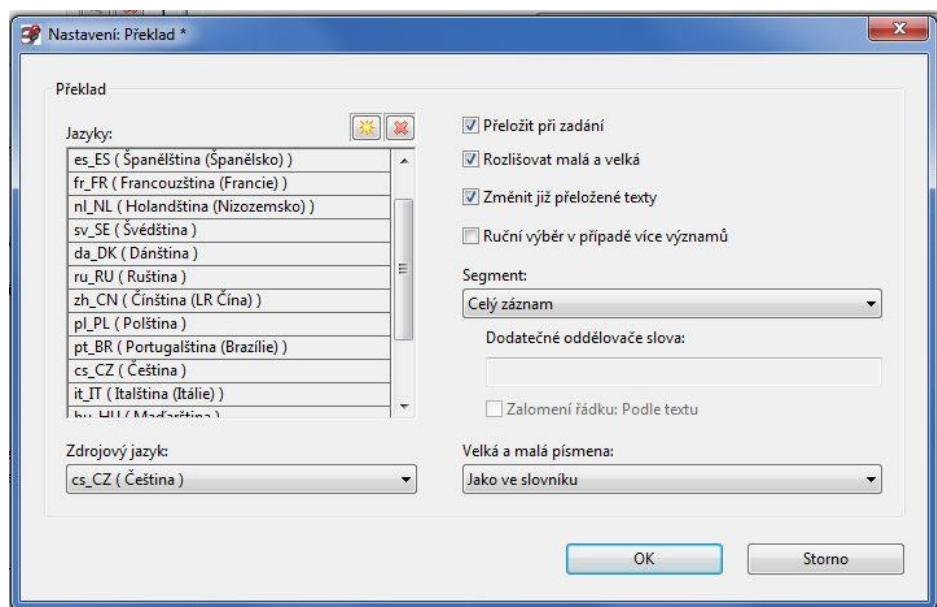 Nastavení: Překlad *
Překlad
Jazyky:
es_ES ( Španělština (Španělsko) )
fr_FR ( Francouzština (Francie) )
nl_NL ( Holandština (Nizozemsko) )
sv_SE ( Švédština )
da_DK ( Dánština )
ru_RU ( Ruština )
zh_CN ( Čínština (LR Čína) )
pl_PL ( Polština )
pt_BR ( Portugalština (Brazílie) )
cs_CZ ( Čeština )
it_IT ( Italština (Itálie) )
hu_HU ( Maďarština )
Zdrojový jazyk:
cs_CZ ( Čeština )
Přeložit při zadání
Rozlišovat malá a velká
Změnit již přeložené texty
Ruční výběr v případě více významů
Segment:
Celý záznam
Dodatečné oddělovače slova:
Zalomení řádku: Podle textu
Velká a malá písmena:
Jako ve slovníku
OK
Storno